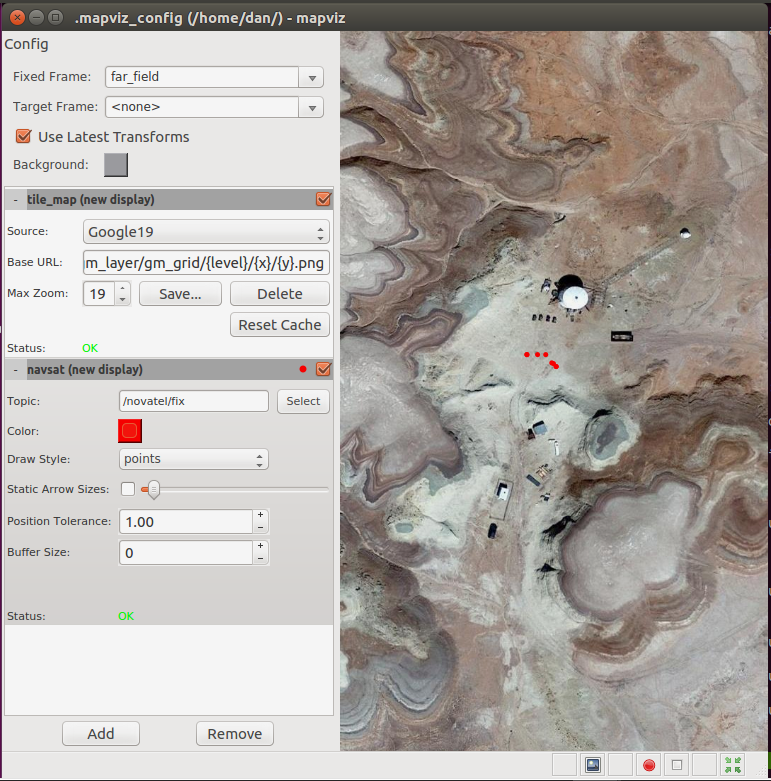 .mapviz_config (/home/dan/) - mapviz
Config
Fixed Frame: far_field
Target Frame: <none>
Use Latest Transforms
Background:
- tile_map (new display)
Source: Google19
Base URL: m_layer/gm_grid/{level}/{x}/{y}.png
Max Zoom: 19 Save... Delete
Reset Cache
Status: OK
- navsat (new display)
Topic: /novatel/fix Select
Color:
Draw Style: points
Static Arrow Sizes:
Position Tolerance: 1.00
Buffer Size: 0
Status: OK
Add Remove